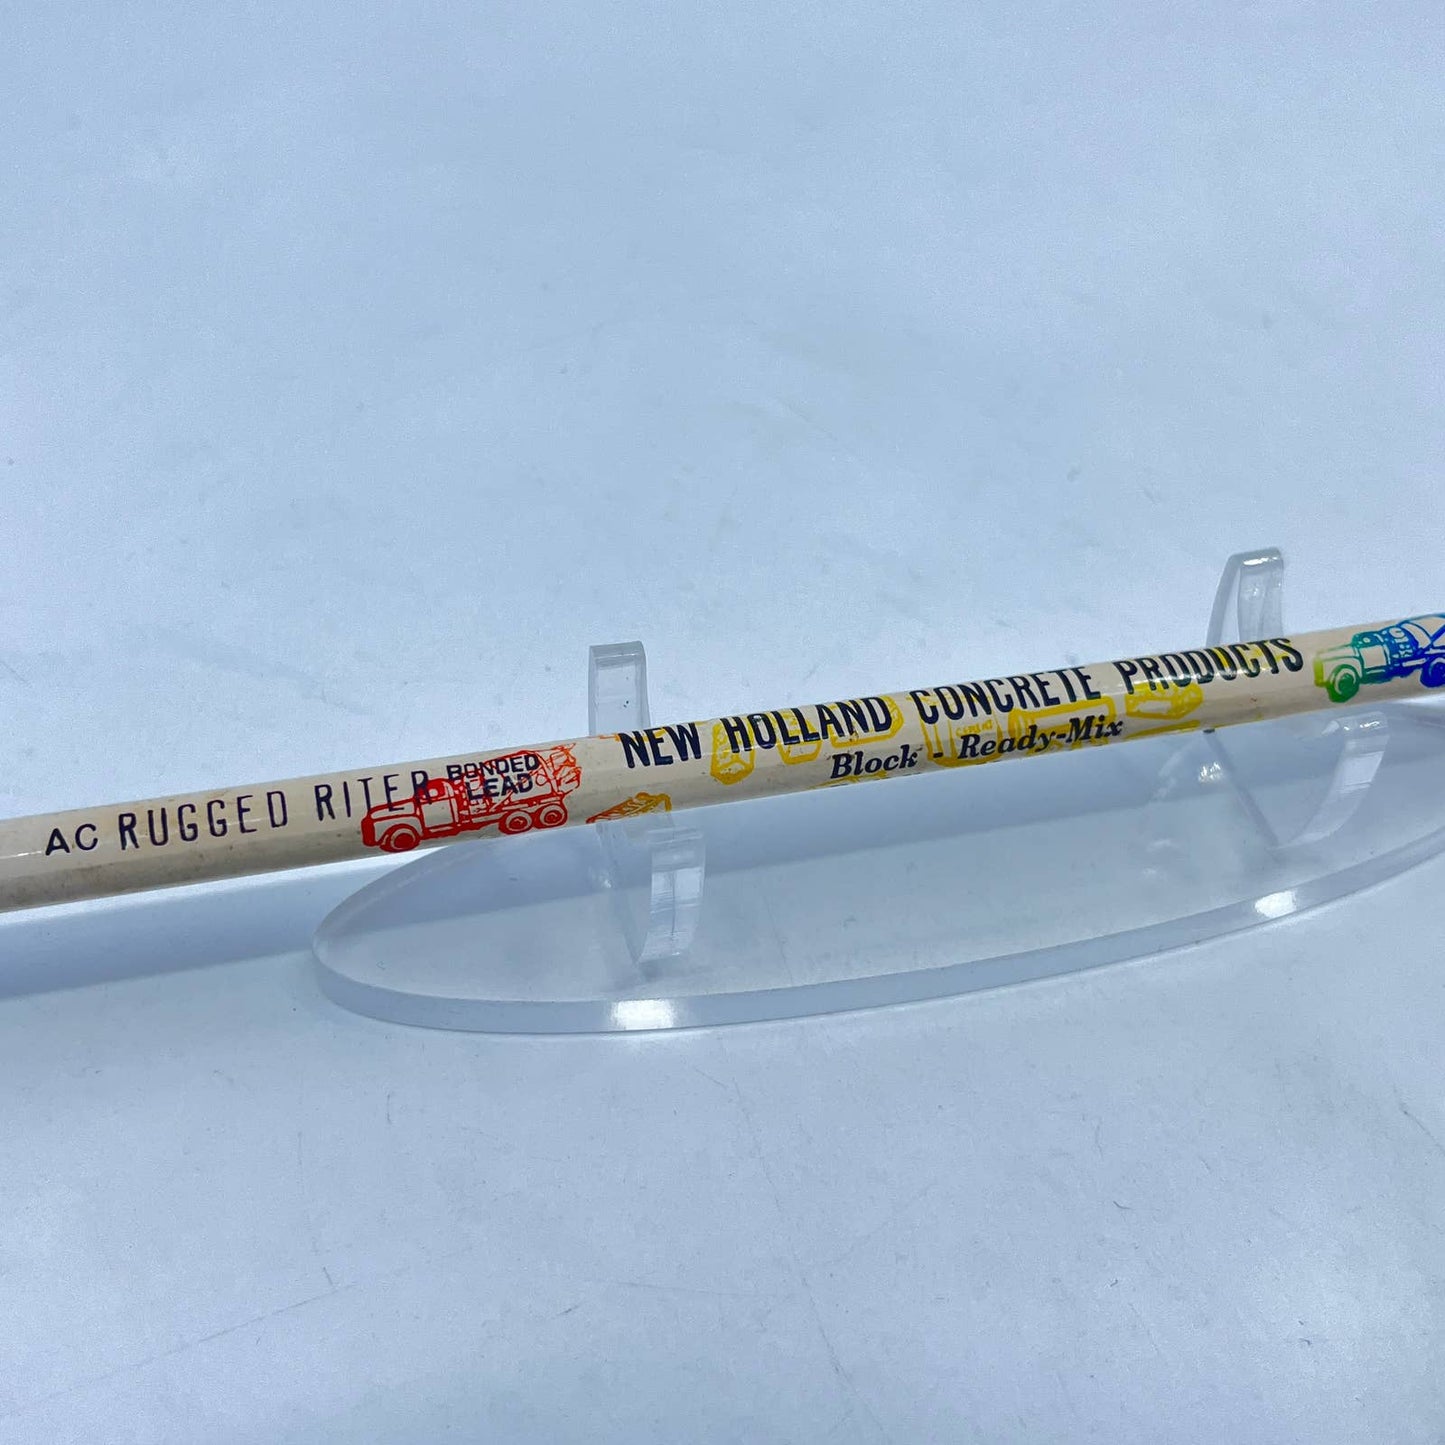 AC RUGGED RITER BONDED
LEAD
NEW HOLLAND CONCRETE PRODUCTS
Block - Ready-Mix